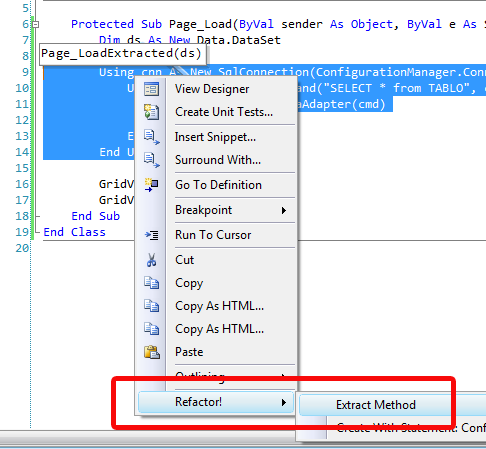 5
6 Protected Sub Page_Load(ByVal sender As Object, ByVal e As
7 Dim ds As New Data.DataSet
Page_LoadExtracted(ds)
9 Using cnn As New SqlConnection(ConfigurationManager.Conn
10 ("SELECT * from TABLO",
11 aAdapter(cmd)
12
13 E
14 End U
15
16 GridV
17 GridV
18 End Sub
19 End Class
20
View Designer
Create Unit Tests...
Insert Snippet...
Surround With...
Go To Definition
Breakpoint
Run To Cursor
Cut
Copy
Copy As HTML...
Copy As HTML...
Paste
Outlining
Refactor!
Extract Method
Create With Statement: Conf